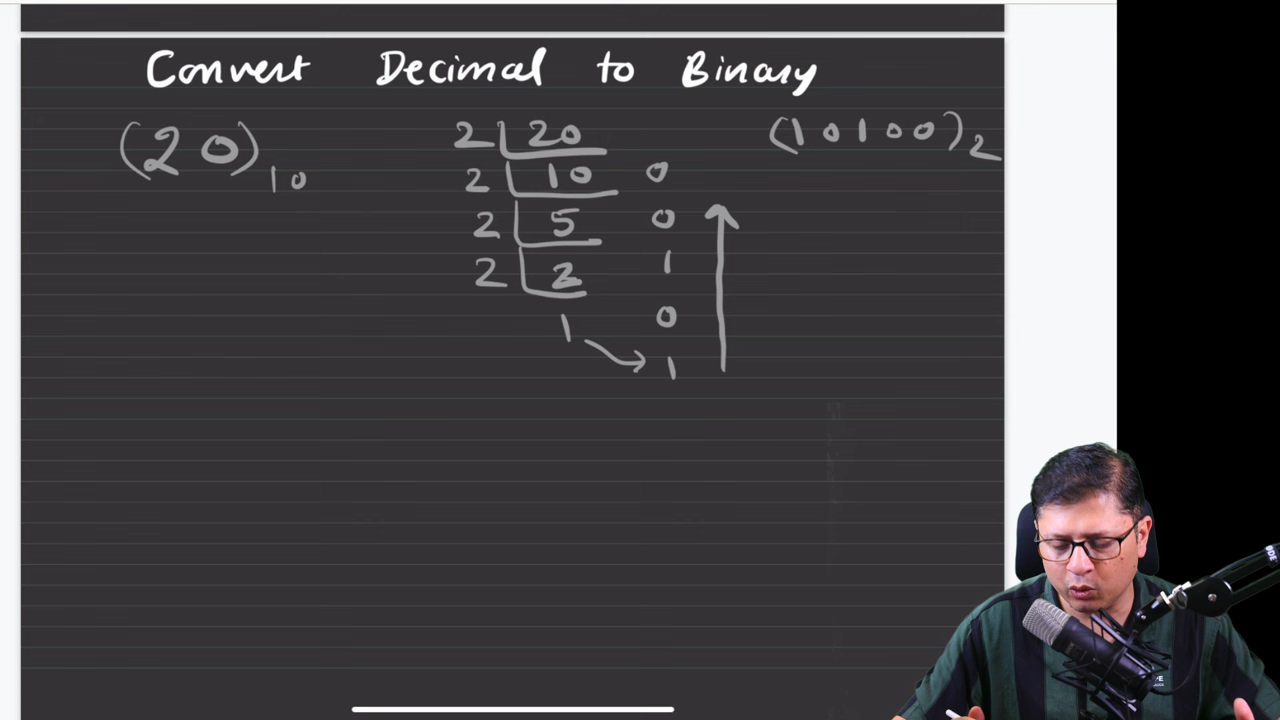 Convert Decimal to Binary
(20)10
2 20
2 10 0
2 5 0
2 2 1
1 0
1
(10100)2